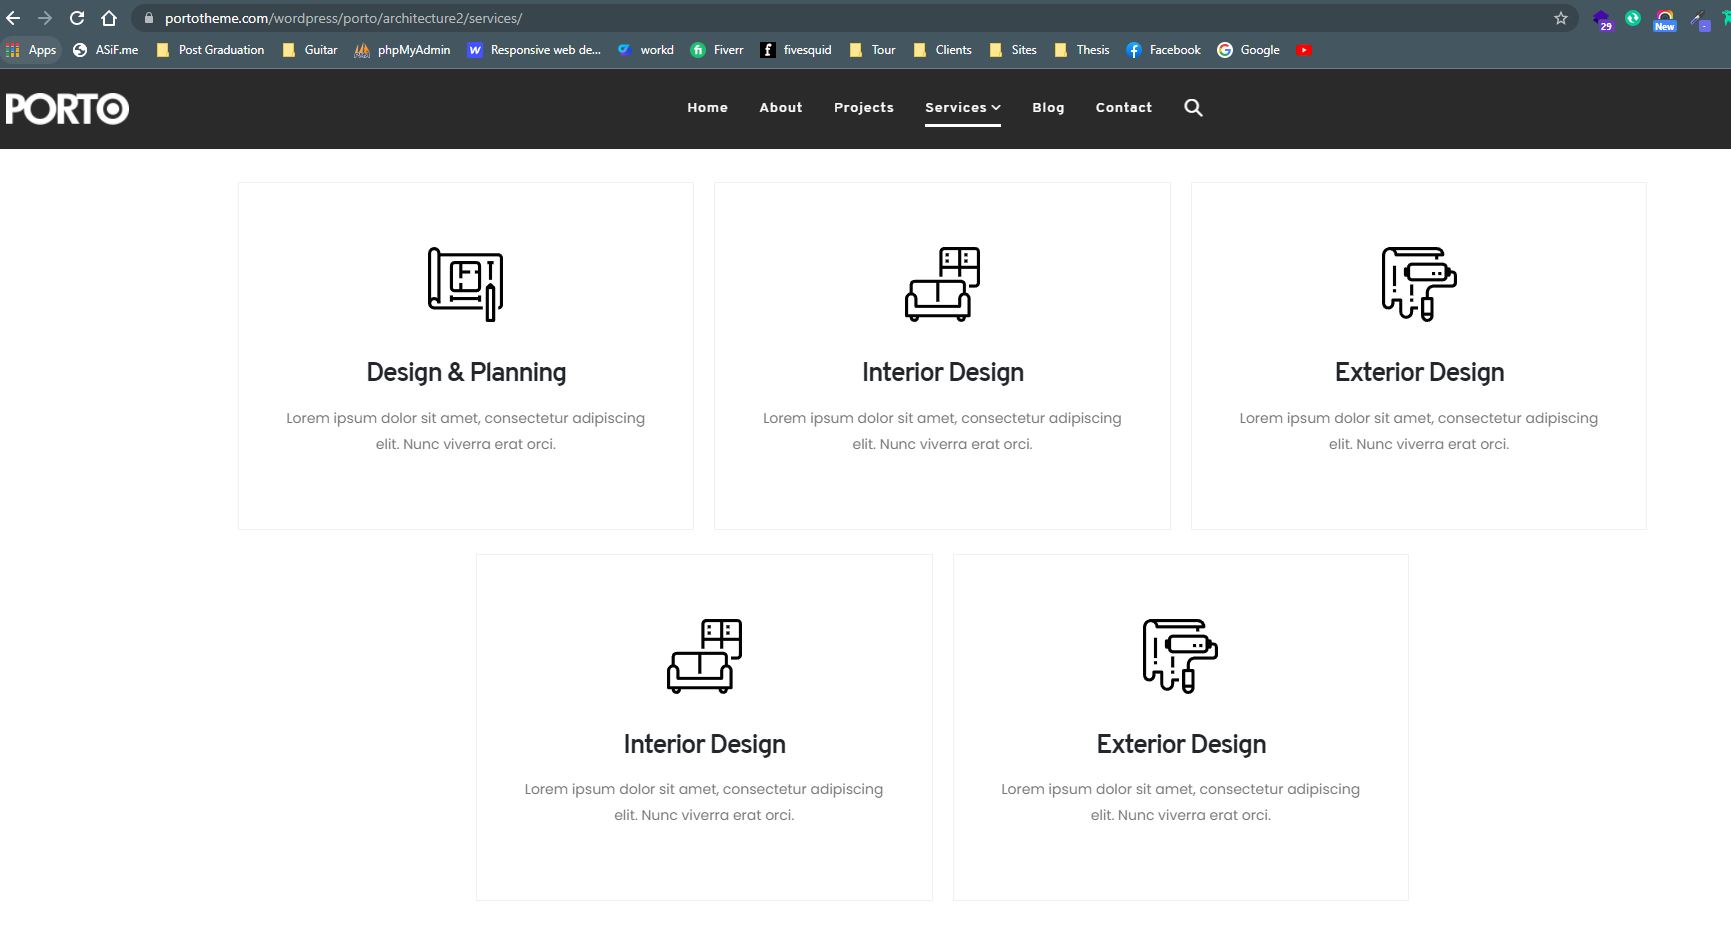 portotheme.com/wordpress/porto/architecture2/services/
29
New
Apps
ASiF.me
Post Graduation
Guitar
phpMyAdmin
Responsive web de...
workd
Fiverr
fivesquid
Tour
Clients
Sites
Thesis
Facebook
Google
PORTO
Home
About
Projects
Services
Blog
Contact
Design & Planning
Lorem ipsum dolor sit amet, consectetur adipiscing
elit. Nunc viverra erat orci.
Interior Design
Lorem ipsum dolor sit amet, consectetur adipiscing
elit. Nunc viverra erat orci.
Exterior Design
Lorem ipsum dolor sit amet, consectetur adipiscing
elit. Nunc viverra erat orci.
Interior Design
Lorem ipsum dolor sit amet, consectetur adipiscing
elit. Nunc viverra erat orci.
Exterior Design
Lorem ipsum dolor sit amet, consectetur adipiscing
elit. Nunc viverra erat orci.